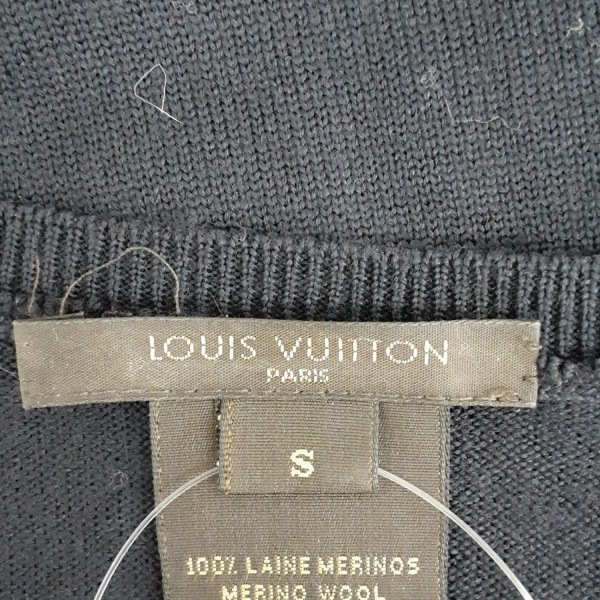 LOUIS VUITTON
PARIS
S
100% LAINE MERINOS
MERINO WOOL